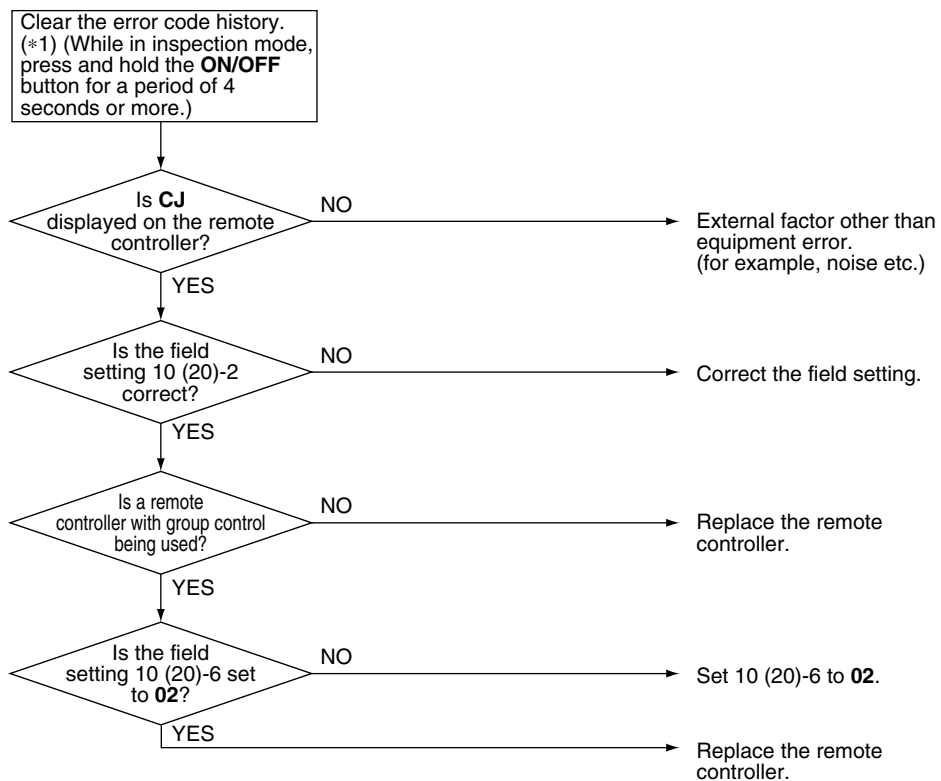 Clear the error code history.
(*1) (While in inspection mode,
press and hold the ON/OFF
button for a period of 4
seconds or more.)
Is CJ
displayed on the remote
controller?
NO
External factor other than
equipment error.
(for example, noise etc.)
YES
Is the field
setting 10 (20)-2
correct?
NO
Correct the field setting.
YES
Is a remote
controller with group control
being used?
NO
Replace the remote
controller.
YES
Is the field
setting 10 (20)-6 set
to 02?
NO
Set 10 (20)-6 to 02.
YES
Replace the remote
controller.